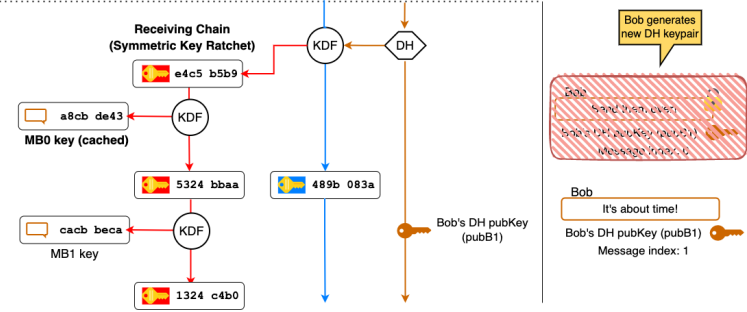 Receiving Chain
(Symmetric Key Ratchet)
KDF
DH
e4c5 b5b9
a8cb de43
KDF
MB0 key (cached)
5324 bbaa
489b 083a
cacb beca
KDF
MB1 key
Bob's DH pubKey
(pubB1)
1324 c4b0
Bob generates
new DH keypair
Bob
Send them over!
Bob's DH pubKey (pubB1)
Message index: 0
Bob
It's about time!
Bob's DH pubKey (pubB1)
Message index: 1